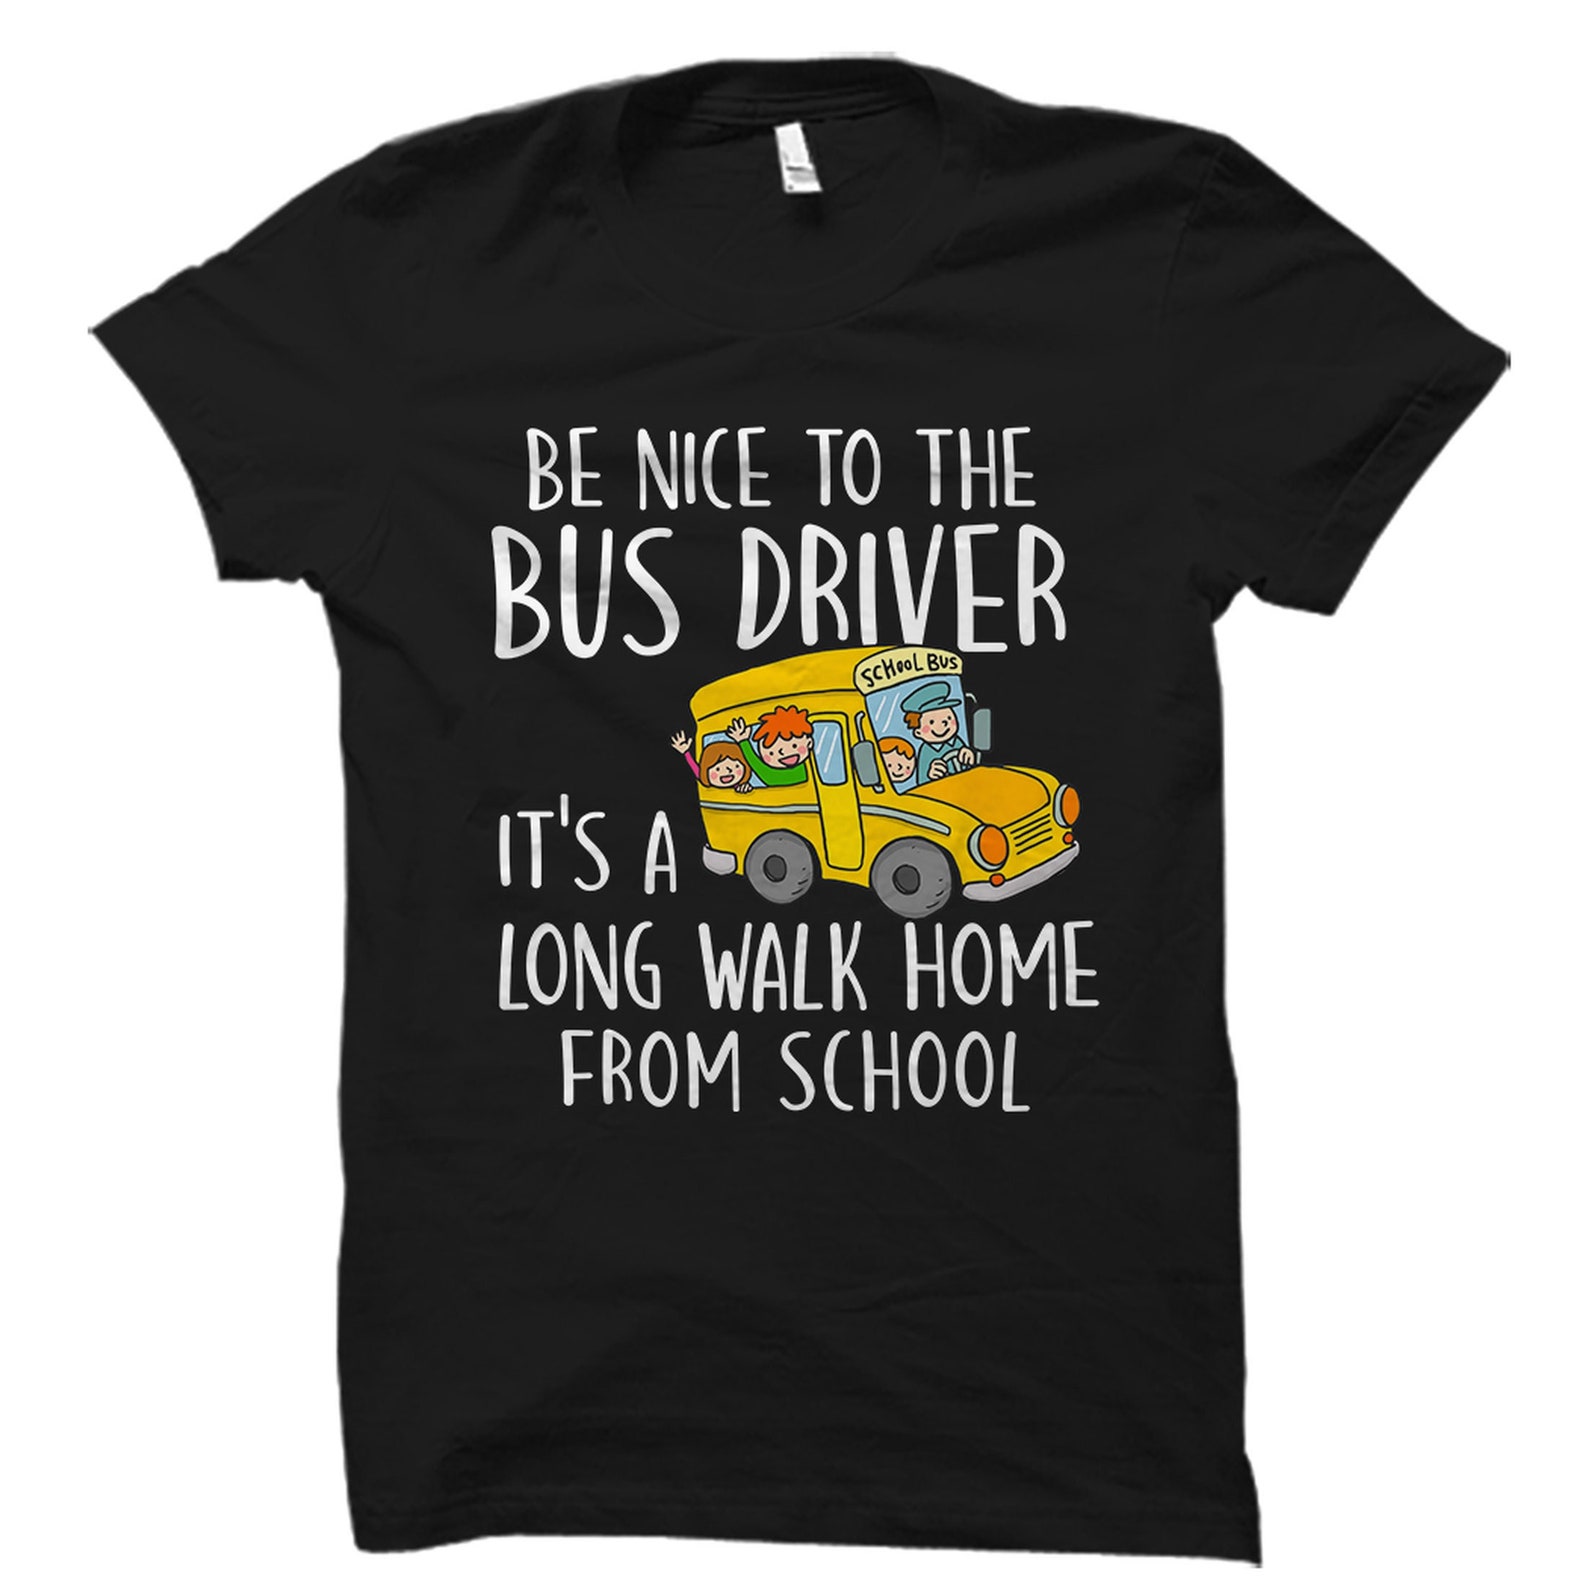 BE NICE TO THE
BUS DRIVER
SCHOOL BUS
IT'S A
LONG WALK HOME
FROM SCHOOL